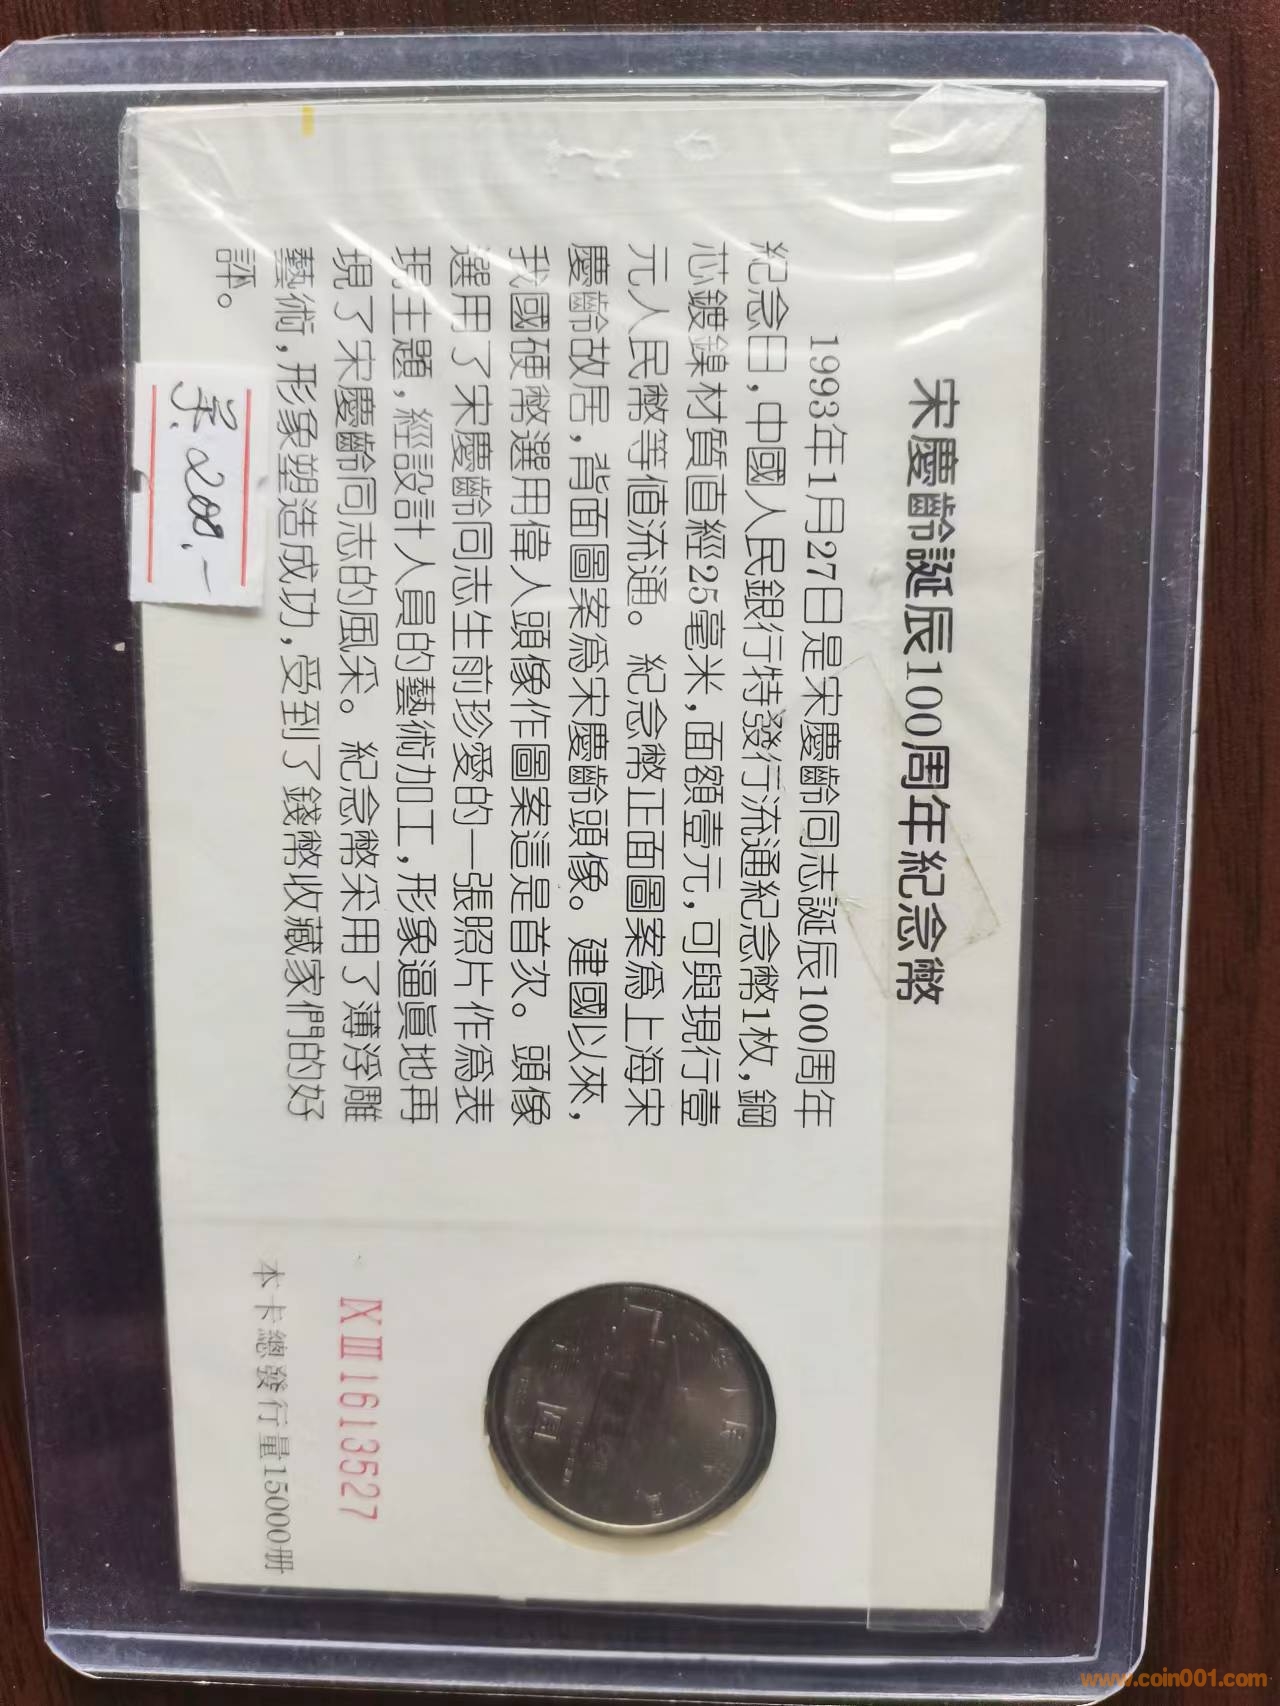 宋慶齡誕辰100周年紀念幣
1993年1月27日是宋慶齡同志誕辰100周年
紀念日,中國人民銀行特發行流通紀念幣1枚,鋼
芯鍍鎳材質直經25毫米,面額壹元,可與現行壹
元人民幣等值流通。紀念幣正面圖案爲上海宋
慶齡故居,背面圖案爲宋慶齡頭像。建國以來,
我國硬幣選用偉人頭像作圖案這是首次。頭像
選用了宋慶齡同志生前珍愛的一張照片作爲表
現主題,經設計人員的藝術加工,形象逼眞地再
現了宋慶齡同志的風采。紀念幣采用了薄浮雕
藝術,形象塑造成功,受到了錢幣收藏家們的好
評。
200.-
ⅨⅢ1613527
本卡總發行量15000册
www.coin001.com